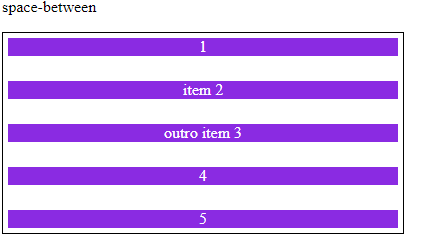 space-between
1
item 2
outro item 3
4
5